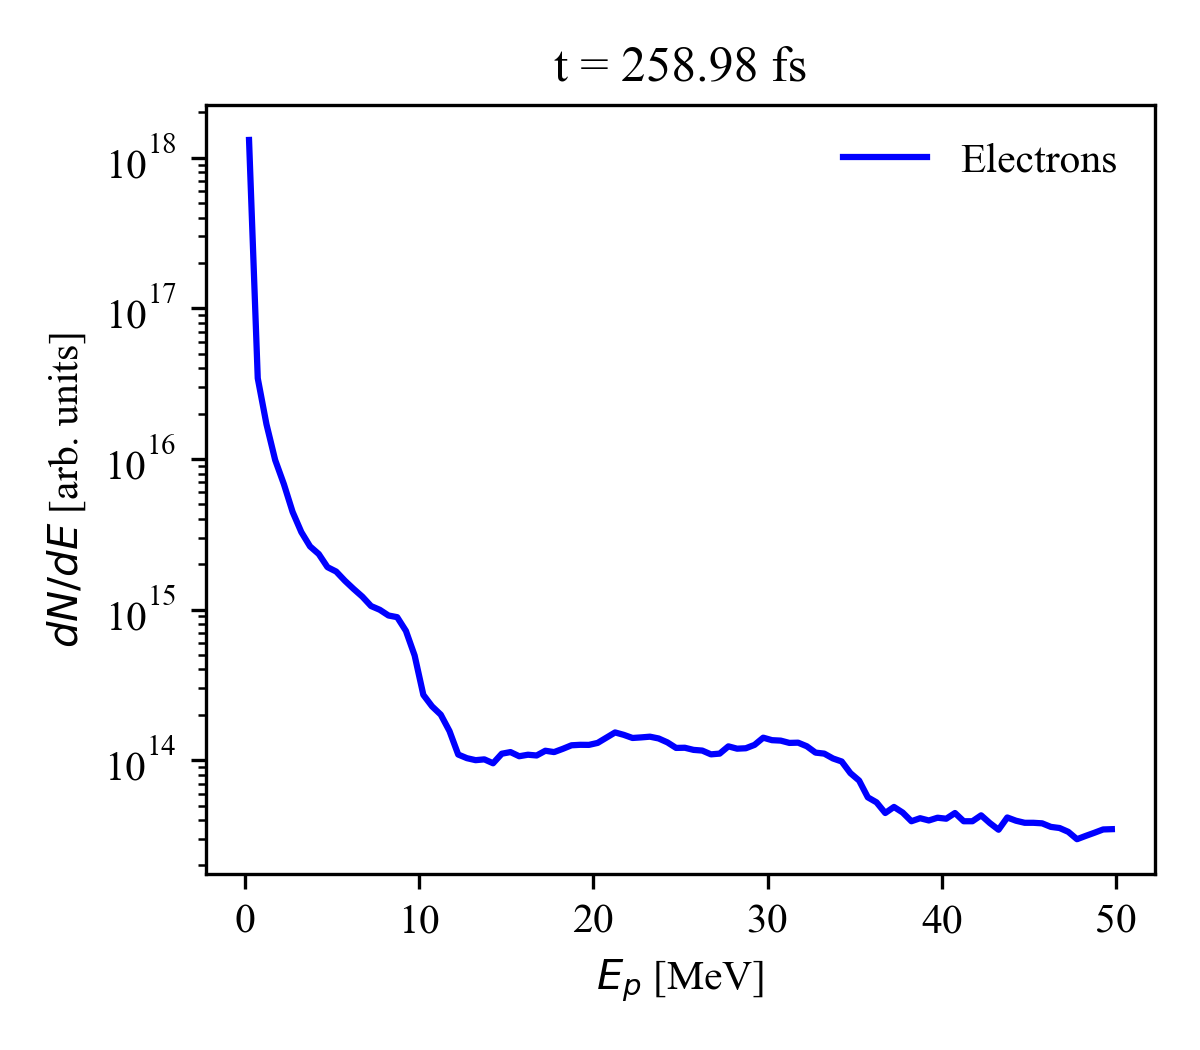 t = 258.98 fs
Electrons
10^18
10^17
10^16
10^15
10^14
dN/dE [arb. units]
0 10 20 30 40 50
E_p [MeV]